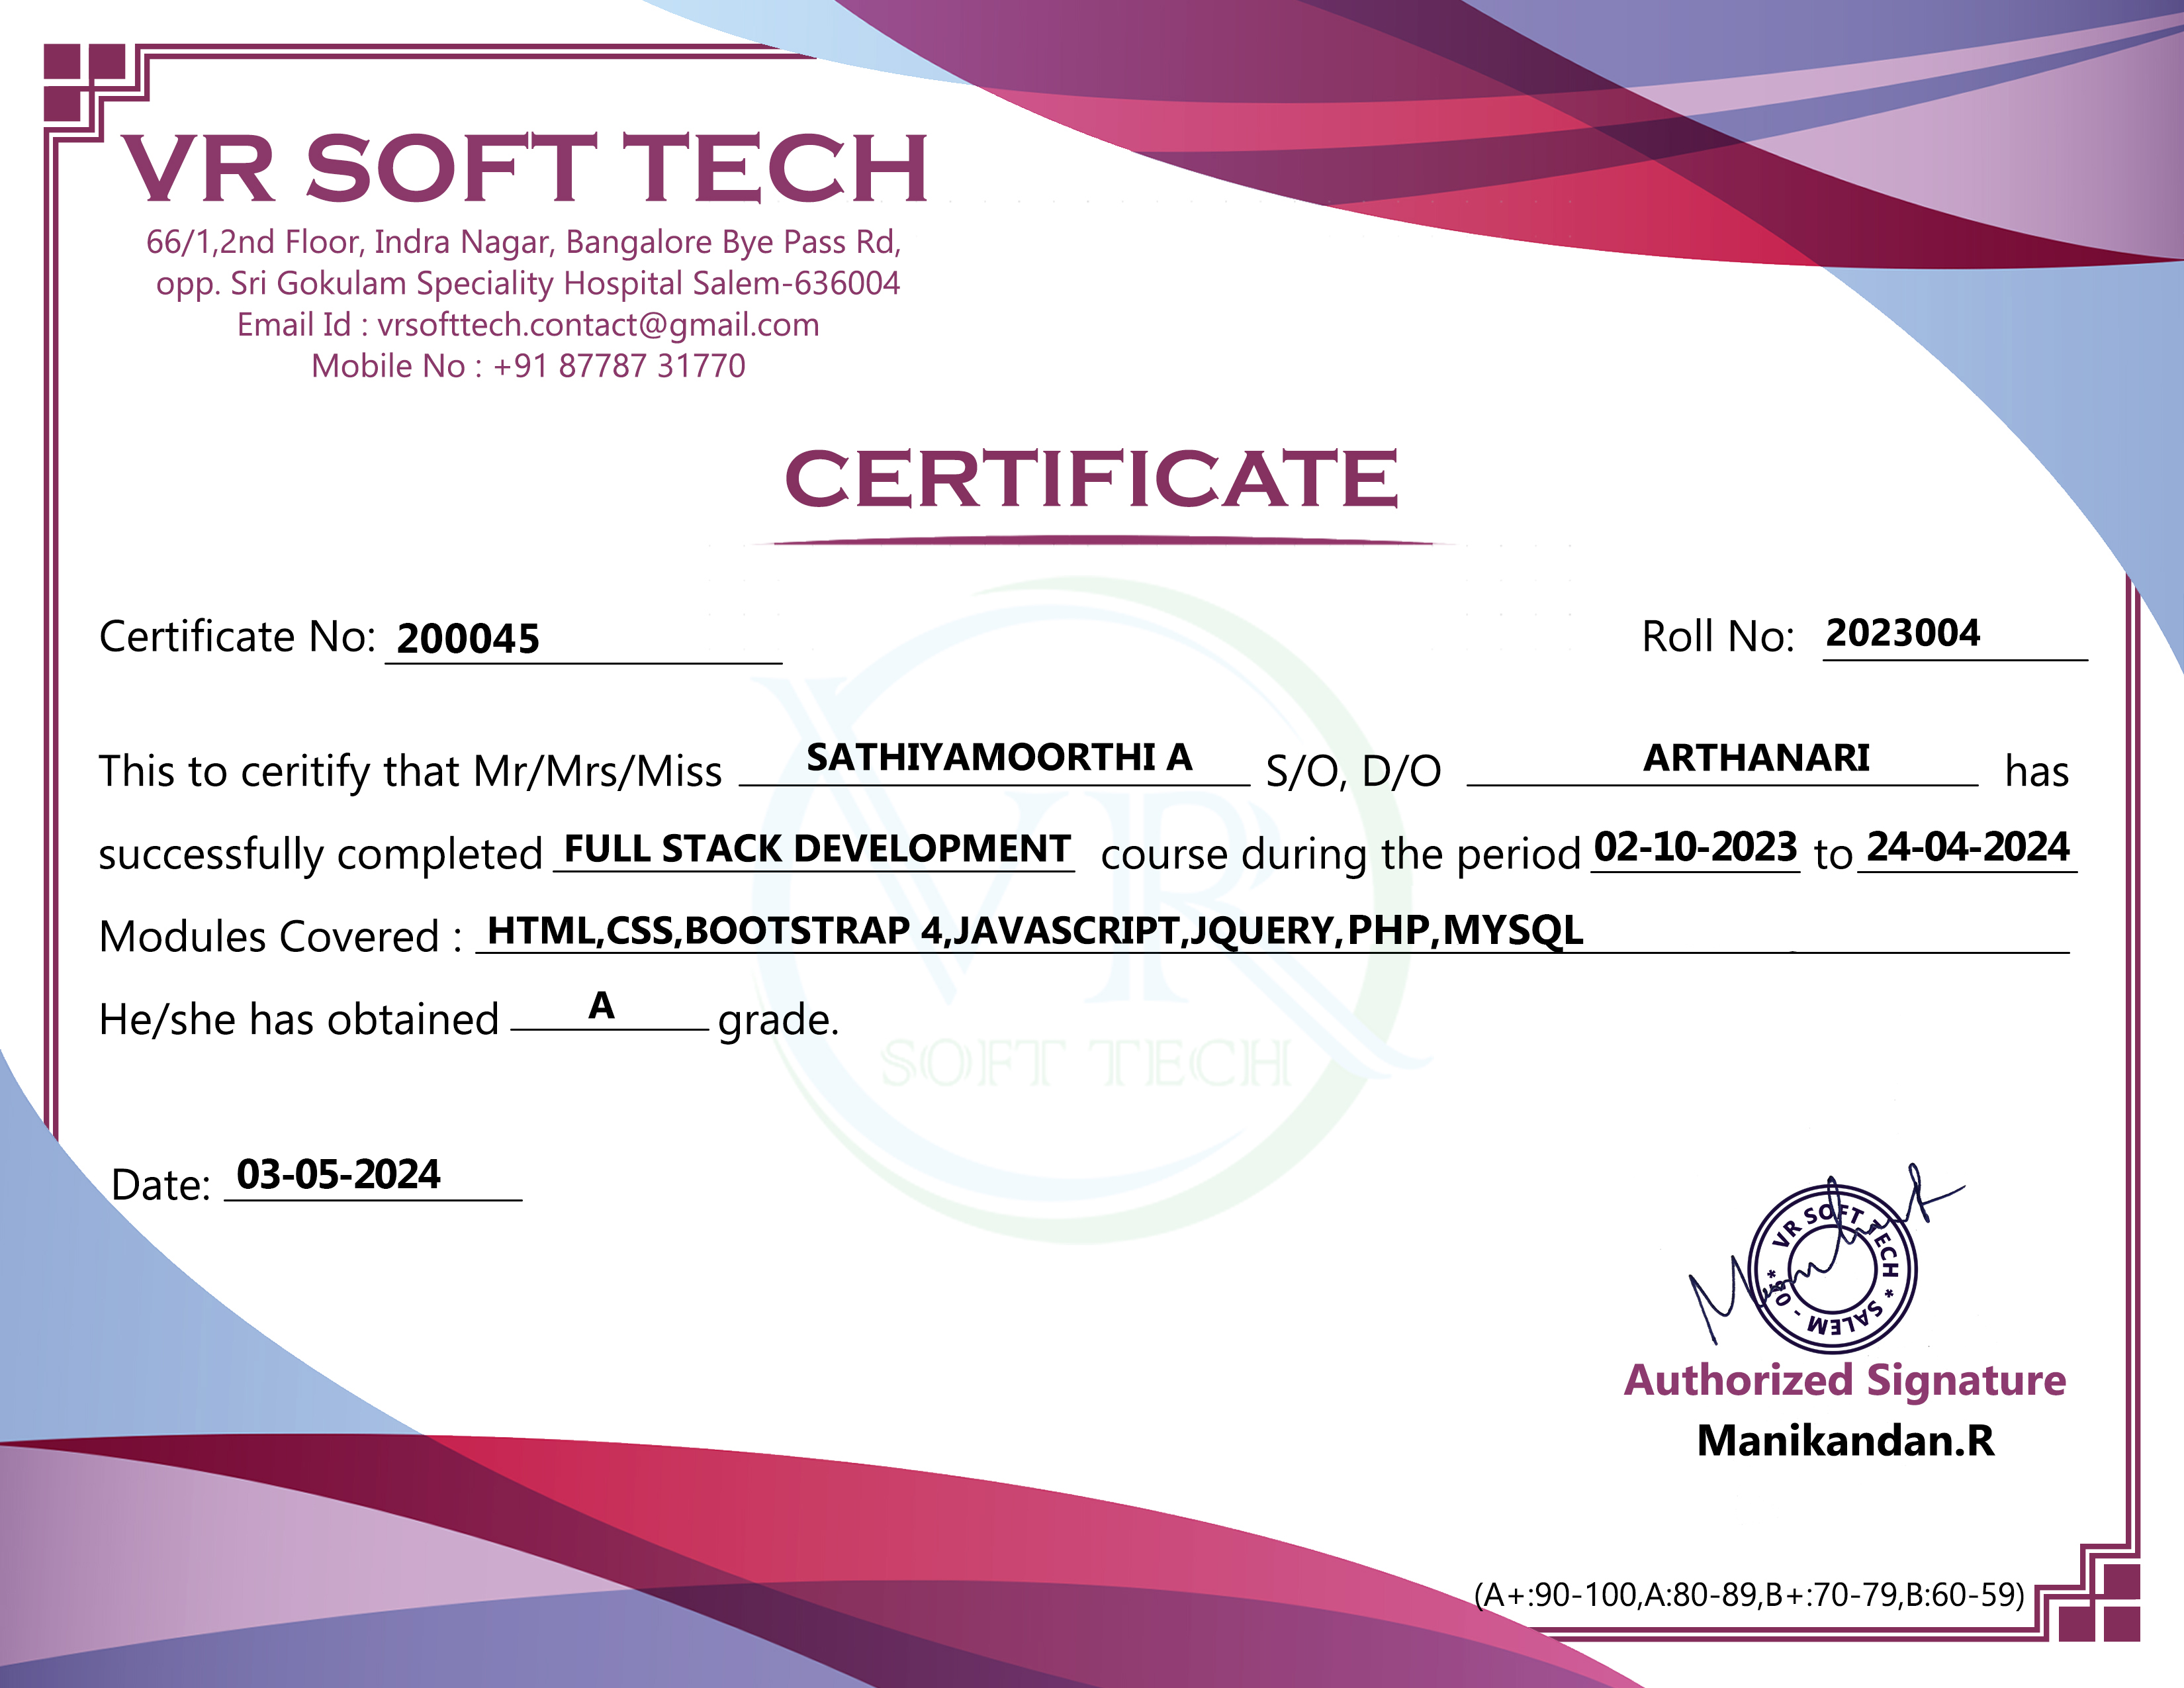 VR SOFT TECH
66/1,2nd Floor, Indra Nagar, Bangalore Bye Pass Rd,
opp. Sri Gokulam Speciality Hospital Salem-636004
Email Id : vrsofttech.contact@gmail.com
Mobile No : +91 87787 31770
CERTIFICATE
Certificate No: 200045 Roll No: 2023004
This to ceritify that Mr/Mrs/Miss SATHIYAMOORTHI A S/O, D/O ARTHANARI has
successfully completed FULL STACK DEVELOPMENT course during the period 02-10-2023 to 24-04-2024
Modules Covered : HTML,CSS,BOOTSTRAP 4,JAVASCRIPT,JQUERY,PHP,MYSQL
He/she has obtained A grade.
VR
SOFT TECH
Date: 03-05-2024
VR SOFT TECH * SALEM -
Authorized Signature
Manikandan.R
(A+:90-100,A:80-89,B+:70-79,B:60-59)